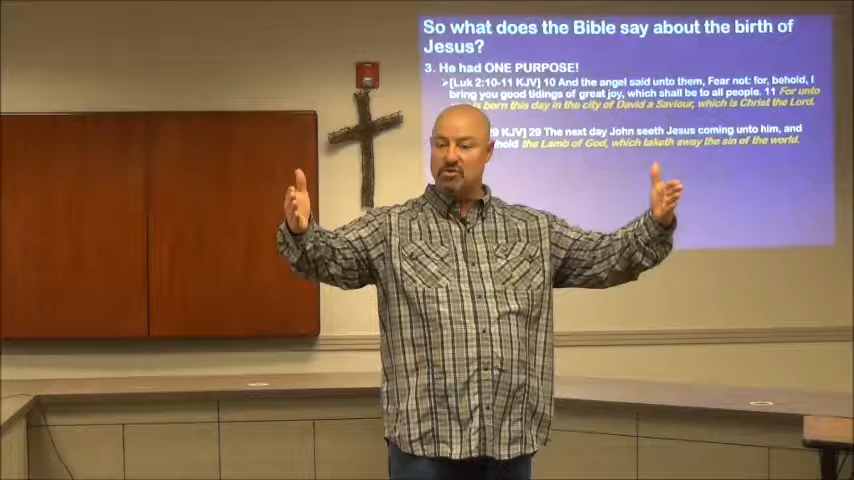 So what does the Bible say about the birth of
Jesus?
3. He had ONE PURPOSE!
[Luk 2:10-11 KJV] 10 And the angel said unto them, Fear not: for, behold, I
bring you good tidings of great joy, which shall be to all people. 11 For unto
is born this day in the city of David a Saviour, which is Christ the Lord.
29 KJV] 29 The next day John seeth Jesus coming unto him, and
the Lamb of God, which taketh away the sin of the world.